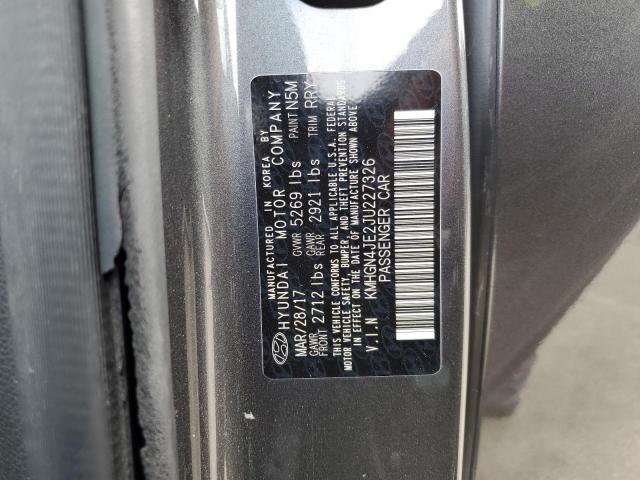 MANUFACTURED IN KOREA BY
HYUNDAI MOTOR COMPANY
MAR/28/17 GVWR 5269 lbs PAINT N5M
GAWR FRONT 2712 lbs GAWR REAR 2921 lbs TRIM RRY
THIS VEHICLE CONFORMS TO ALL APPLICABLE U.S.A. FEDERAL
MOTOR VEHICLE SAFETY, BUMPER, AND THEFT PREVENTION STANDARDS
IN EFFECT ON THE DATE OF MANUFACTURE SHOWN ABOVE.
V.I.N KMHGN4JE2JU227326
PASSENGER CAR